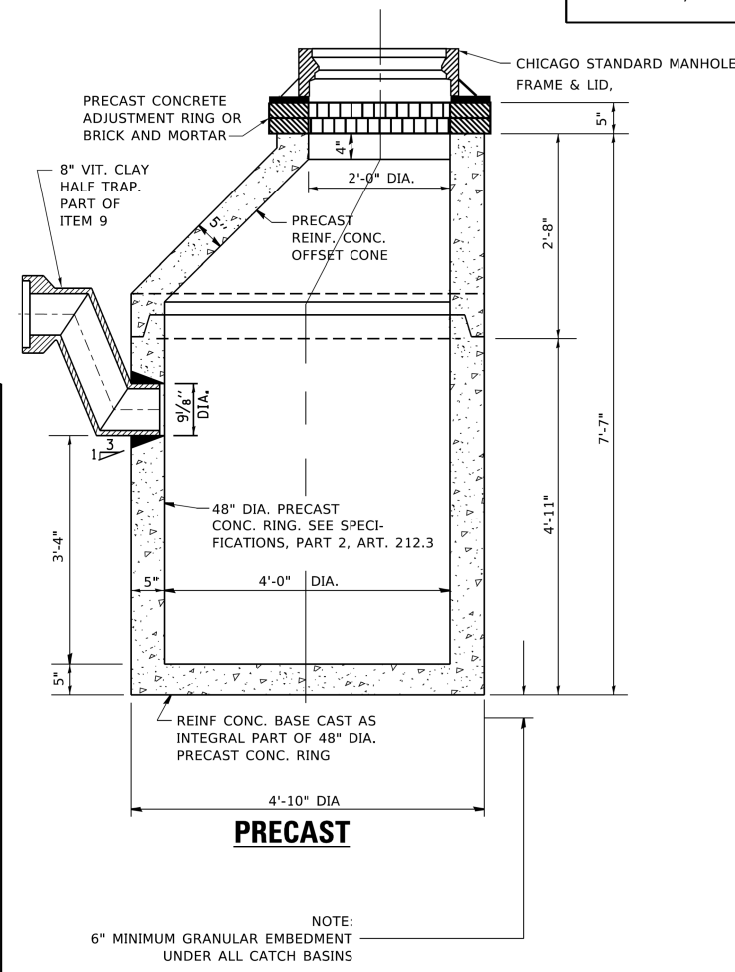 CHICAGO STANDARD MANHOLE
FRAME & LID,
PRECAST CONCRETE
ADJUSTMENT RING OR
BRICK AND MORTAR
5"
4"
8" VIT. CLAY
HALF TRAP.
PART OF
ITEM 9
2'-0" DIA.
PRECAST
REINF. CONC.
OFFSET CONE
5"
2'-8"
9⅛"
DIA.
3
1
7'-7"
48" DIA. PRECAST
CONC. RING. SEE SPECI-
FICATIONS, PART 2, ART. 212.3
4'-11"
3'-4"
5"
4'-0" DIA.
5"
REINF CONC. BASE CAST AS
INTEGRAL PART OF 48" DIA.
PRECAST CONC. RING
4'-10" DIA
PRECAST
NOTE:
6" MINIMUM GRANULAR EMBEDMENT
UNDER ALL CATCH BASINS